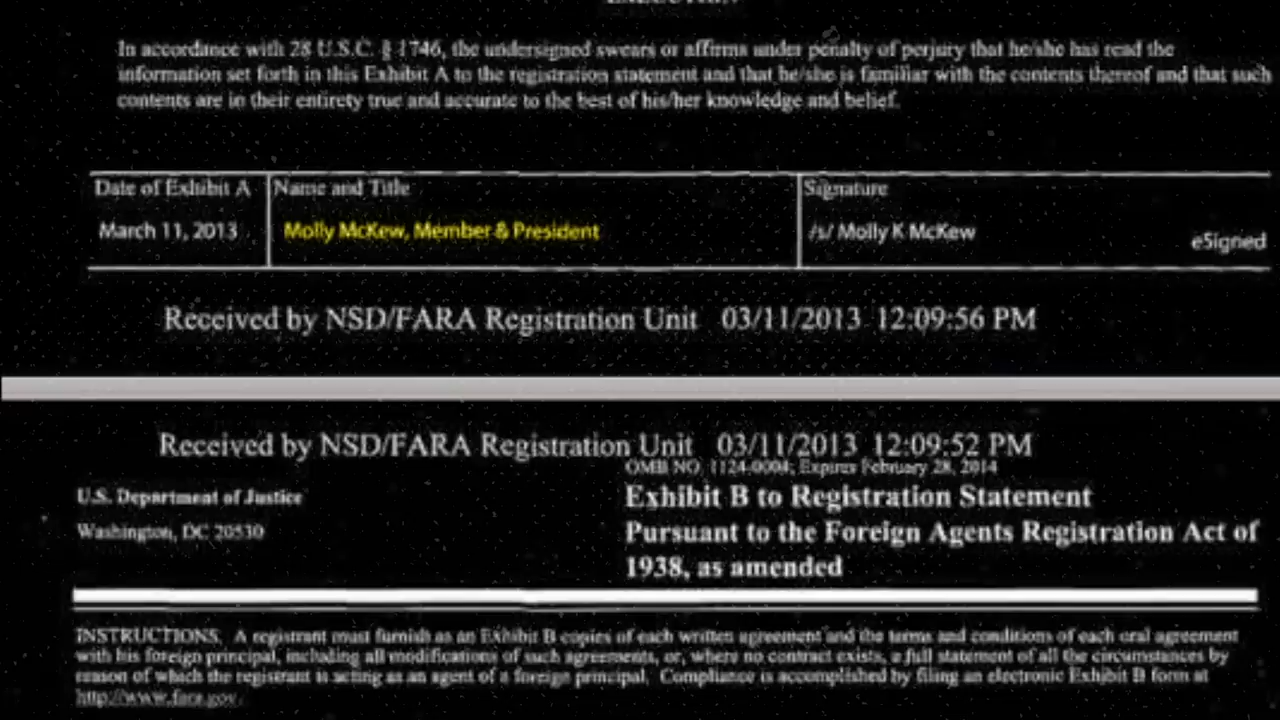 EXECUTION
In accordance with 28 U.S.C. § 1746, the undersigned swears or affirms under penalty of perjury that he/she has read the
information set forth in this Exhibit A to the registration statement and that he/she is familiar with the contents thereof and that such
contents are in their entirety true and accurate to the best of his/her knowledge and belief.
Date of Exhibit A
Name and Title
Signature
March 11, 2013
Molly McKew, Member & President
/s/ Molly K McKew
eSigned
Received by NSD/FARA Registration Unit 03/11/2013 12:09:56 PM
Received by NSD/FARA Registration Unit 03/11/2013 12:09:52 PM
OMB NO. 1124-0004; Expires February 28, 2014
U.S. Department of Justice
Exhibit B to Registration Statement
Washington, DC 20530
Pursuant to the Foreign Agents Registration Act of
1938, as amended
INSTRUCTIONS. A registrant must furnish as an Exhibit B copies of each written agreement and the terms and conditions of each oral agreement
with his foreign principal, including all modifications of such agreements, or, where no contract exists, a full statement of all the circumstances by
reason of which the registrant is acting as an agent of a foreign principal. Compliance is accomplished by filing an electronic Exhibit B form at
http://www.fara.gov.